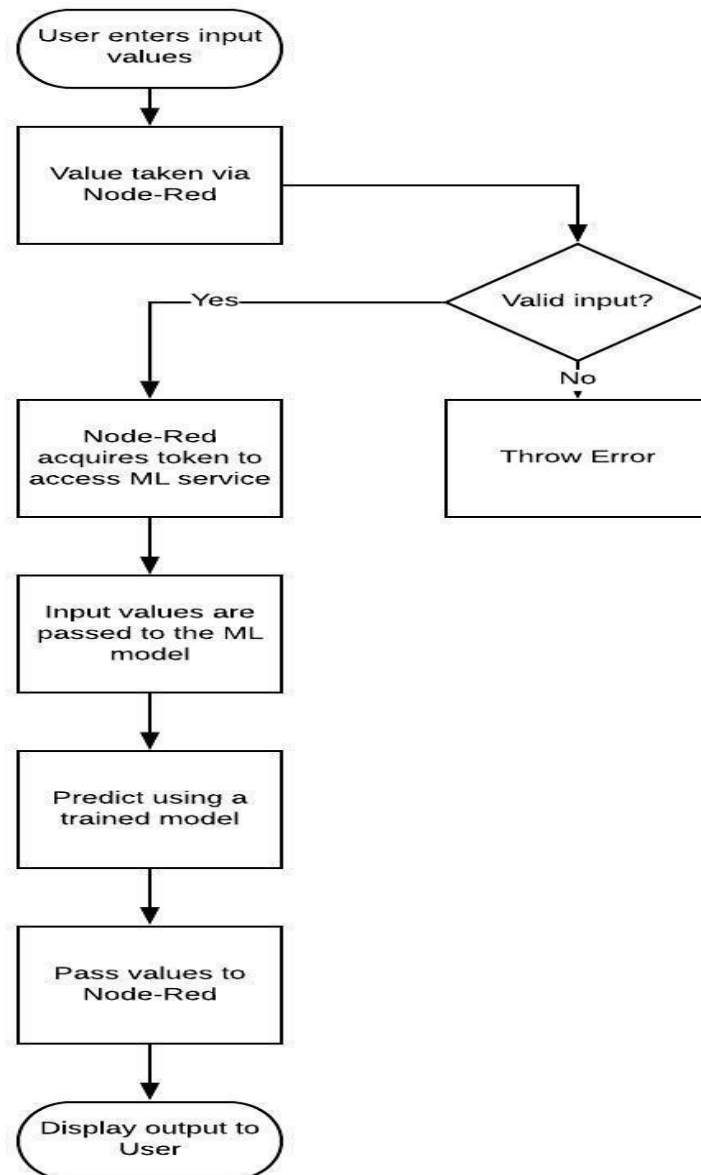 User enters input
values
Value taken via
Node-Red
Valid input?
Yes
No
Node-Red
acquires token to
access ML service
Throw Error
Input values are
passed to the ML
model
Predict using a
trained model
Pass values to
Node-Red
Display output to
User